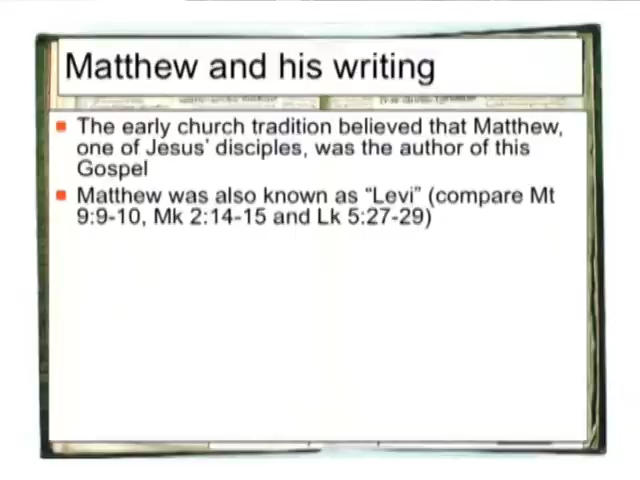 Matthew and his writing
The early church tradition believed that Matthew,
one of Jesus' disciples, was the author of this
Gospel
Matthew was also known as “Levi” (compare Mt
9:9-10, Mk 2:14-15 and Lk 5:27-29)